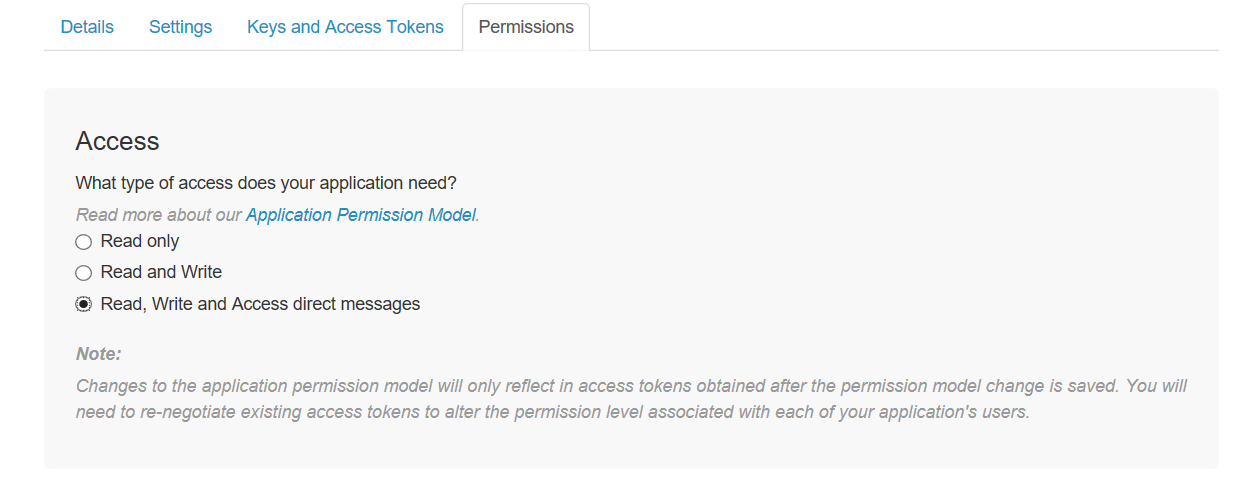 Details Settings Keys and Access Tokens Permissions
Access
What type of access does your application need?
Read more about our Application Permission Model.
Read only
Read and Write
Read, Write and Access direct messages
Note:
Changes to the application permission model will only reflect in access tokens obtained after the permission model change is saved. You will
need to re-negotiate existing access tokens to alter the permission level associated with each of your application's users.